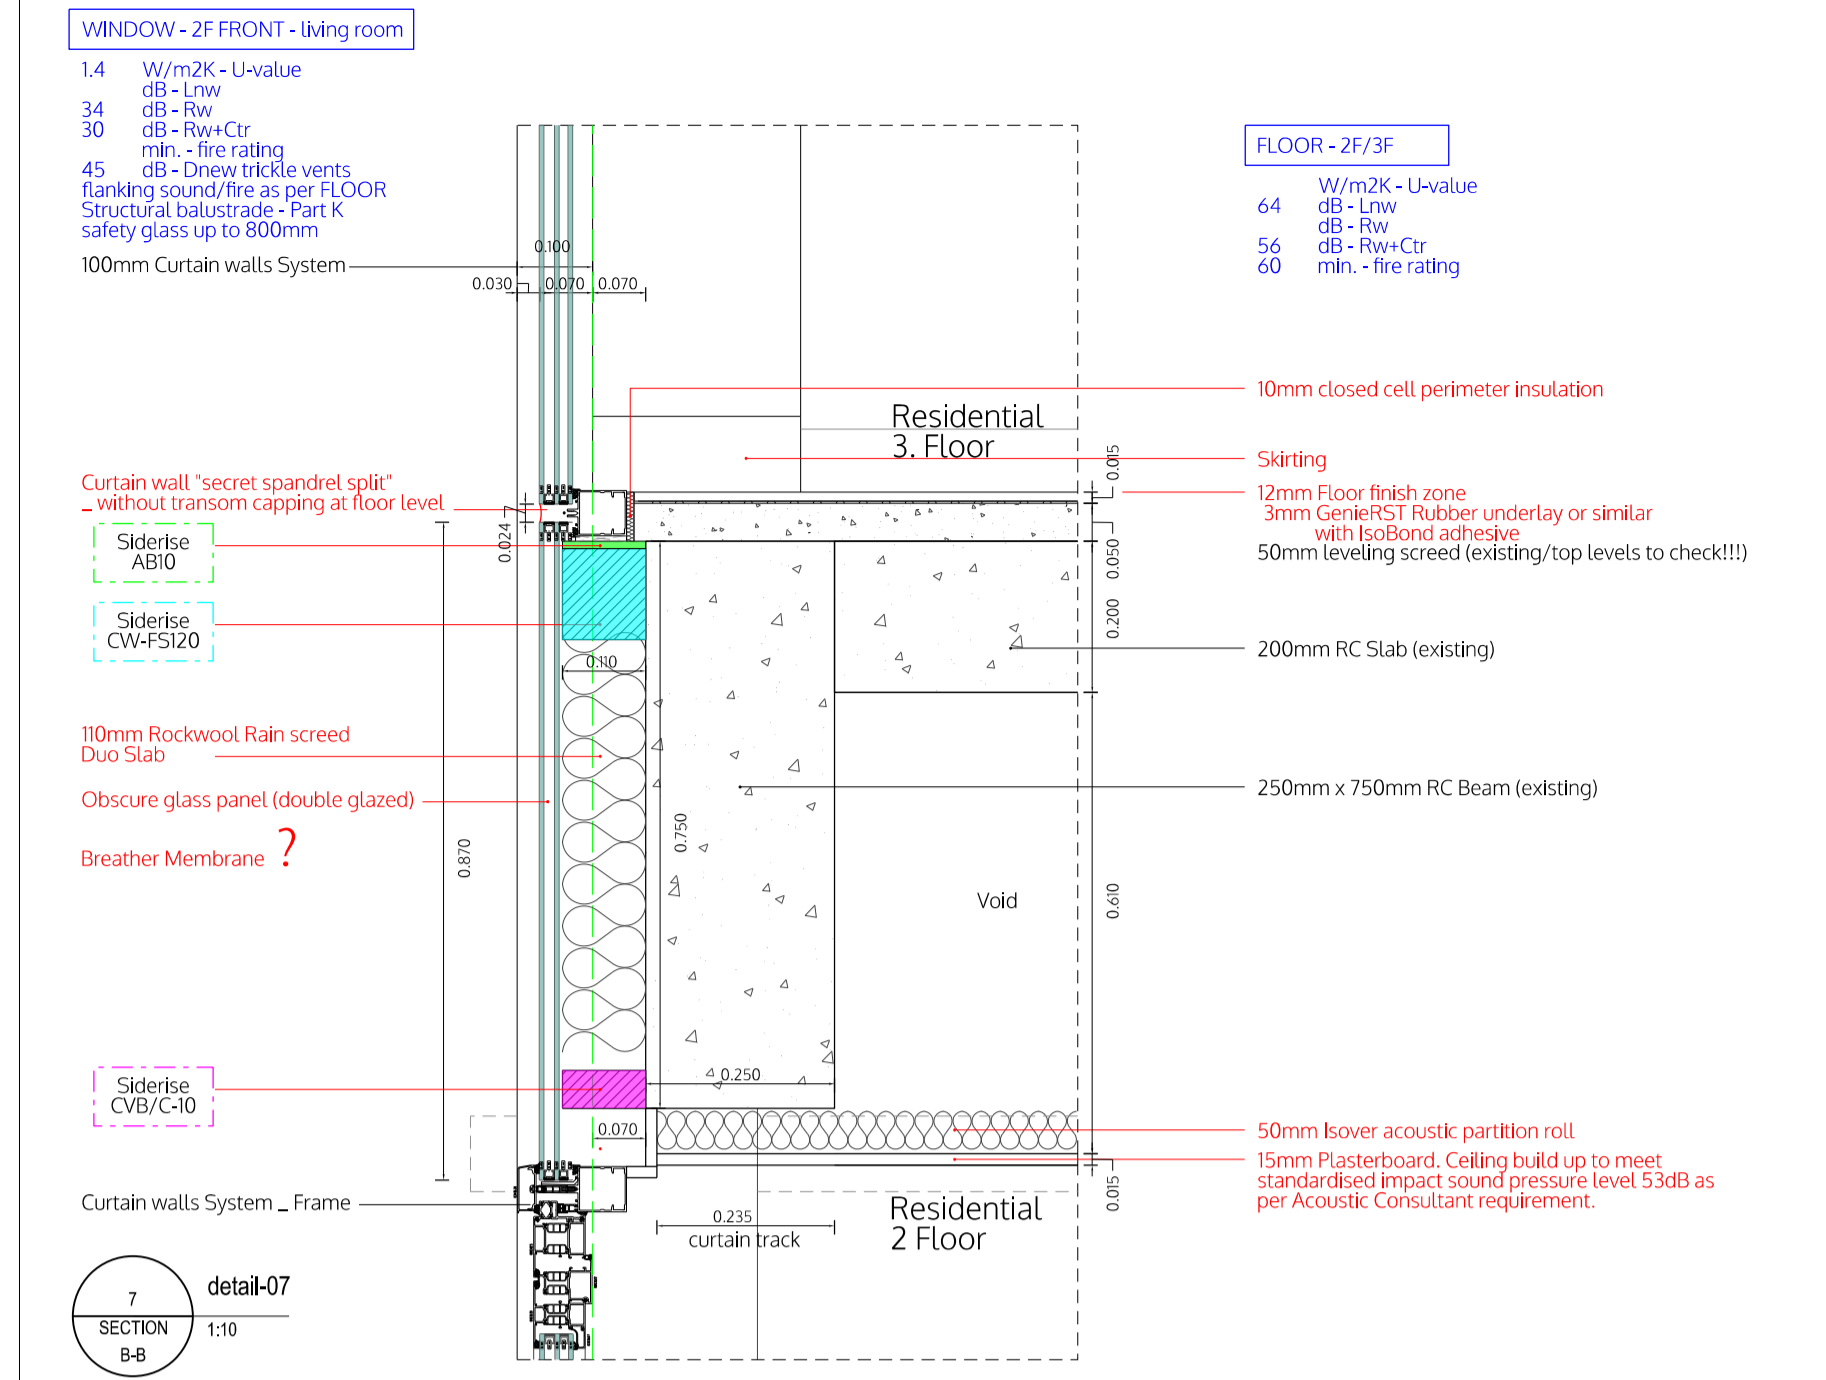 WINDOW - 2F FRONT - living room
1.4 W/m2K - U-value
dB - Lnw
34 dB - Rw
30 dB - Rw+Ctr
min. - fire rating
45 dB - Dnew trickle vents
flanking sound/fire as per FLOOR
Structural balustrade - Part K
safety glass up to 800mm
100mm Curtain walls System
0.100
0.030
0.070
0.070
FLOOR - 2F/3F
W/m2K - U-value
64 dB - Lnw
dB - Rw
56 dB - Rw+Ctr
60 min. - fire rating
10mm closed cell perimeter insulation
Residential
3. Floor
Skirting
0.015
Curtain wall "secret spandrel split"
_ without transom capping at floor level
12mm Floor finish zone
3mm GenieRST Rubber underlay or similar
with IsoBond adhesive
50mm leveling screed (existing/top levels to check!!!)
0.024
0.050
Siderise
AB10
Siderise
CW-FS120
0.200
200mm RC Slab (existing)
0.110
110mm Rockwool Rain screed
Duo Slab
Obscure glass panel (double glazed)
Breather Membrane ?
250mm x 750mm RC Beam (existing)
0.750
0.870
Void
0.610
Siderise
CVB/C-10
0.250
0.070
50mm Isover acoustic partition roll
15mm Plasterboard. Ceiling build up to meet
standardised impact sound pressure level 53dB as
per Acoustic Consultant requirement.
0.015
Curtain walls System _ Frame
Residential
2 Floor
0.235
curtain track
7
SECTION
B-B
detail-07
1:10